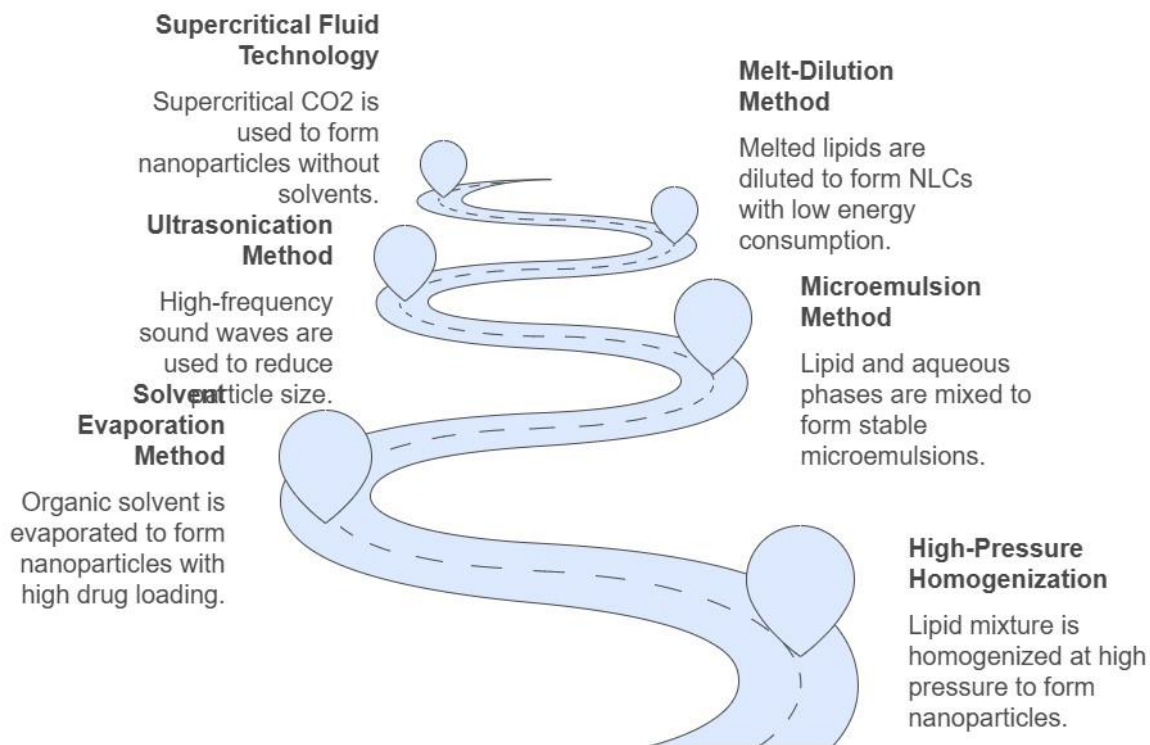 Supercritical Fluid
Technology
Supercritical CO2 is
used to form
nanoparticles without
solvents.
Melt-Dilution
Method
Melted lipids are
diluted to form NLCs
with low energy
consumption.
Ultrasonication
Method
High-frequency
sound waves are
used to reduce
particle size.
Microemulsion
Method
Lipid and aqueous
phases are mixed to
form stable
microemulsions.
Solvent
Evaporation
Method
Organic solvent is
evaporated to form
nanoparticles with
high drug loading.
High-Pressure
Homogenization
Lipid mixture is
homogenized at high
pressure to form
nanoparticles.